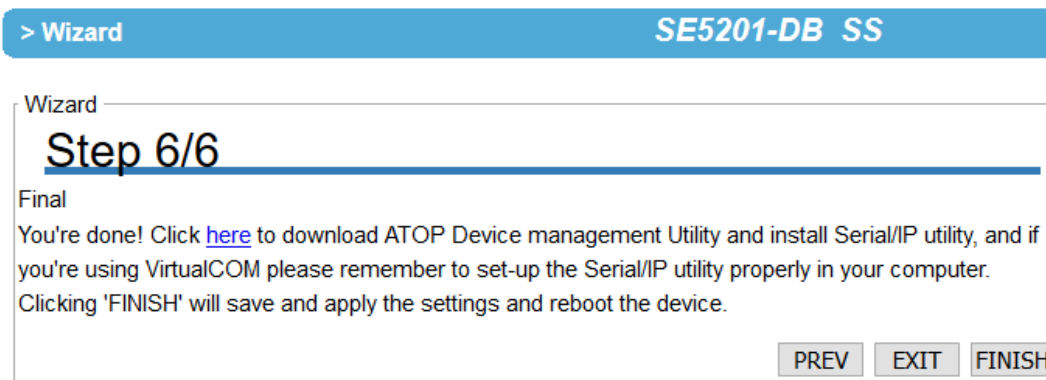 > Wizard SE5201-DB SS
Wizard
Step 6/6
Final
You're done! Click here to download ATOP Device management Utility and install Serial/IP utility, and if
you're using VirtualCOM please remember to set-up the Serial/IP utility properly in your computer.
Clicking 'FINISH' will save and apply the settings and reboot the device.
PREV EXIT FINISH